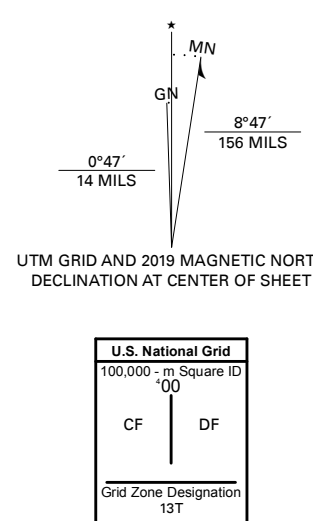 ★
MN
GN
8°47´
156 MILS
0°47´
14 MILS
UTM GRID AND 2019 MAGNETIC NORT
DECLINATION AT CENTER OF SHEET
U.S. National Grid
100,000 - m Square ID
⁴00
CF DF
Grid Zone Designation
13T